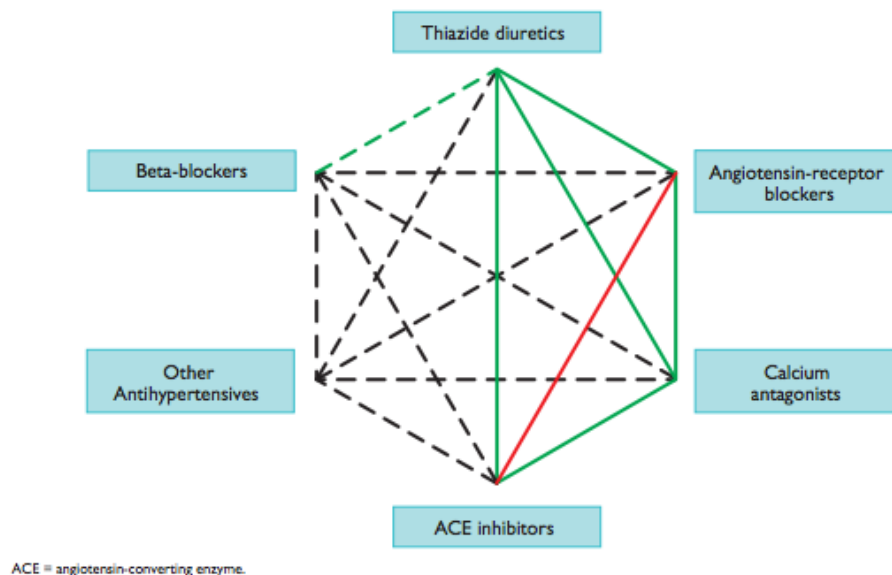 Thiazide diuretics
Beta-blockers
Angiotensin-receptor
blockers
Other
Antihypertensives
Calcium
antagonists
ACE inhibitors
ACE = angiotensin-converting enzyme.